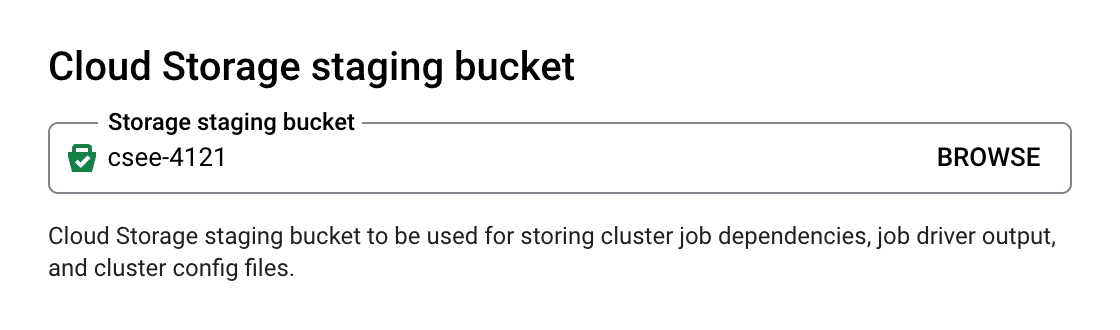 Cloud Storage staging bucket
Storage staging bucket
csee-4121 BROWSE
Cloud Storage staging bucket to be used for storing cluster job dependencies, job driver output,
and cluster config files.